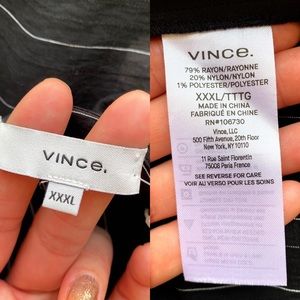 VINCE.
XXXL
VINCE.
79% RAYON/RAYONNE
20% NYLON/NYLON
1% POLYESTER/POLYESTER
XXXL/TTTG
MADE IN CHINA
FABRIQUÉ EN CHINE
RN#106730
Vince, LLC
500 Fifth Avenue, 20th Floor
New York, NY 10110
11 Rue Saint Florentin
75008 Paris France
SEE REVERSE FOR CARE
VOIR AU VERSO POUR LES SOINS